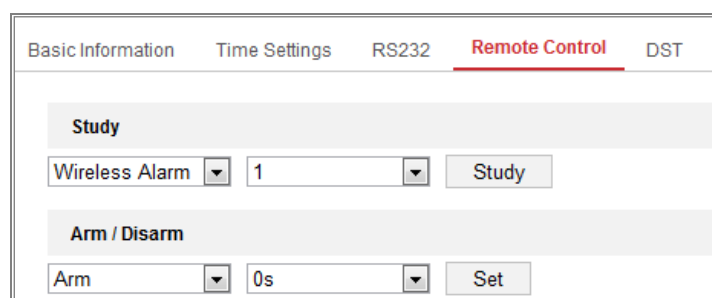 Basic Information Time Settings RS232 Remote Control DST
Study
Wireless Alarm 1 Study
Arm / Disarm
Arm 0s Set